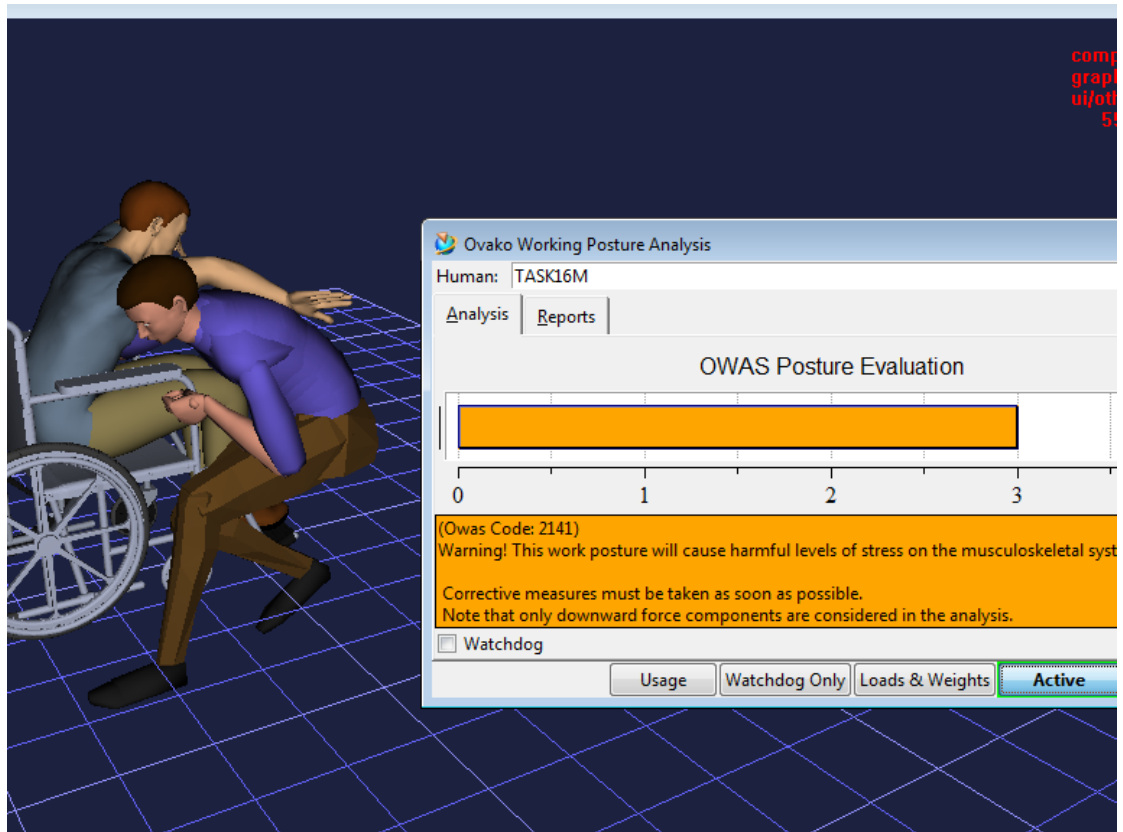 Ovako Working Posture Analysis
Human: TASK16M
Analysis Reports
OWAS Posture Evaluation
0 1 2 3
(Owas Code: 2141)
Warning! This work posture will cause harmful levels of stress on the musculoskeletal
Corrective measures must be taken as soon as possible.
Note that only downward force components are considered in the analysis.
Watchdog
Usage Watchdog Only Loads & Weights Active